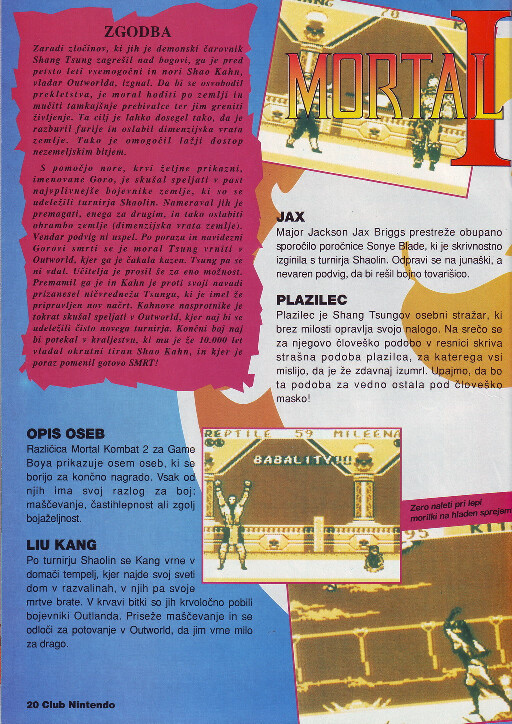 ZGODBA
Zaradi zločinov, ki jih je demonski čarovnik
Shang Tsung zagrešil nad bogovi, ga je pred
petsto leti vsemogočni in nori Shao Kahn,
vladar Outworlda, izgnal. Da bi se osvobodil
prekletstva, je moral hoditi po zemlji in
mučiti tamkajšnje prebivalce ter jim greniti
življenje. Ta cilj je lahko dosegel tako, da je
razburil furije in oslabil dimenzijska vrata
zemlje. Tako je omogočil lažji dostop
nezemeljskim bitjem.
S pomočjo nore, krvi željne prikazni,
imenovane Goro, je skušal speljati v past
najvplivnejše bojevnike zemlje, ki so se
udeležili turnirja Shaolin. Nameraval jih je
premagati, enega za drugim, in tako oslabiti
obrambo zemlje (dimenzijska vrata zemlje).
Vendar podvig ni uspel. Po porazu in navidezni
Gorovi smrti se je moral Tsung vrniti v
Outworld, kjer ga je čakala kazen. Tsung pa se
ni vdal. Učitelja je prosil še za eno možnost.
Premamil ga je in Kahn je proti svoji navadi
prizanesel ničvrednežu Tsungu, ki je imel že
pripravljen nov načrt. Kahnove nasprotnike je
tokrat skušal speljati v Outworld, kjer naj bi se
udeležili čisto novega turnirja. Končni boj naj
bi potekal v kraljestvu, ki mu je že 10.000 let
vladal okrutni tiran Shao Kahn, in kjer je
poraz pomenil gotovo SMRT!
MORTAL
JAX
Major Jackson Jax Briggs prestreže obupano
sporočilo poročnice Sonye Blade, ki je skrivnostno
izginila s turnirja Shaolin. Odpravi se na junaški, a
nevaren podvig, da bi rešil bojno tovarišico.
PLAZILEC
Plazilec je Shang Tsungov osebni stražar, ki
brez milosti opravlja svojo nalogo. Na srečo se
za njegovo človeško podobo v resnici skriva
strašna podoba plazilca, za katerega vsi
mislijo, da je že zdavnaj izumrl. Upajmo, da bo
ta podoba za vedno ostala pod človeško
masko!
OPIS OSEB
Različica Mortal Kombat 2 za Game
Boya prikazuje osem oseb, ki se
borijo za končno nagrado. Vsak od
njih ima svoj razlog za boj:
maščevanje, častihlepnost ali zgolj
bojaželjnost.
LIU KANG
Po turnirju Shaolin se Kang vrne v
domači tempelj, kjer najde svoj sveti
dom v razvalinah, v njih pa svoje
mrtve brate. V krvavi bitki so jih krvoločno pobili
bojevniki Outlanda. Priseže maščevanje in se
odloči za potovanje v Outworld, da jim vrne milo
za drago.
REPTILE 59 MILEENA
BABALITY!!
Zero naleti pri lepi
morilki na hladen sprejem
20 Club Nintendo